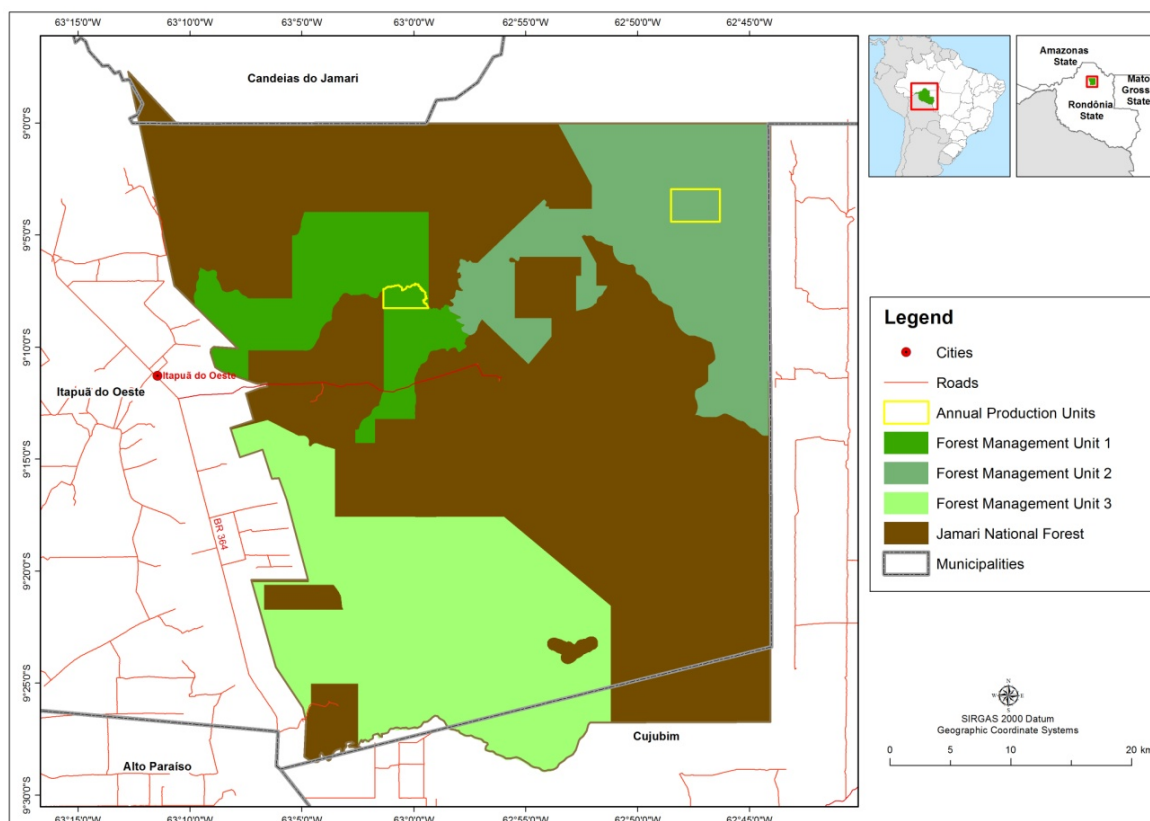 63°15'0"W 63°10'0"W 63°5'0"W 63°0'0"W 62°55'0"W 62°50'0"W 62°45'0"W
Candeias do Jamari
9°0'0"S
9°5'0"S
9°10'0"S
9°15'0"S
9°20'0"S
9°25'0"S
9°30'0"S
Itapuã do Oeste
Itapuã do Oeste
BR 364
Cujubim
Alto Paraíso
63°15'0"W 63°10'0"W 63°5'0"W 63°0'0"W 62°55'0"W 62°50'0"W 62°45'0"W
Amazonas
State
Mato
Grosso
State
Rondônia
State
Legend
Cities
Roads
Annual Production Units
Forest Management Unit 1
Forest Management Unit 2
Forest Management Unit 3
Jamari National Forest
Municipalities
N
W E
S
SIRGAS 2000 Datum
Geographic Coordinate Systems
0 5 10 20 km